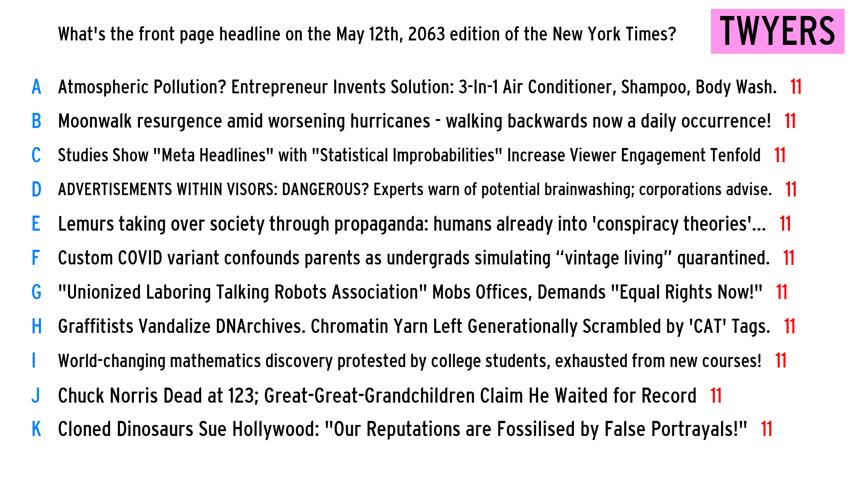 What's the front page headline on the May 12th, 2063 edition of the New York Times?
TWYERS
A Atmospheric Pollution? Entrepreneur Invents Solution: 3-In-1 Air Conditioner, Shampoo, Body Wash. 11
B Moonwalk resurgence amid worsening hurricanes - walking backwards now a daily occurrence! 11
C Studies Show "Meta Headlines" with "Statistical Improbabilities" Increase Viewer Engagement Tenfold 11
D ADVERTISEMENTS WITHIN VISORS: DANGEROUS? Experts warn of potential brainwashing; corporations advise. 11
E Lemurs taking over society through propaganda: humans already into 'conspiracy theories'... 11
F Custom COVID variant confounds parents as undergrads simulating “vintage living” quarantined. 11
G "Unionized Laboring Talking Robots Association" Mobs Offices, Demands "Equal Rights Now!" 11
H Graffitists Vandalize DNArchives. Chromatin Yarn Left Generationally Scrambled by 'CAT' Tags. 11
I World-changing mathematics discovery protested by college students, exhausted from new courses! 11
J Chuck Norris Dead at 123; Great-Great-Grandchildren Claim He Waited for Record 11
K Cloned Dinosaurs Sue Hollywood: "Our Reputations are Fossilised by False Portrayals!" 11